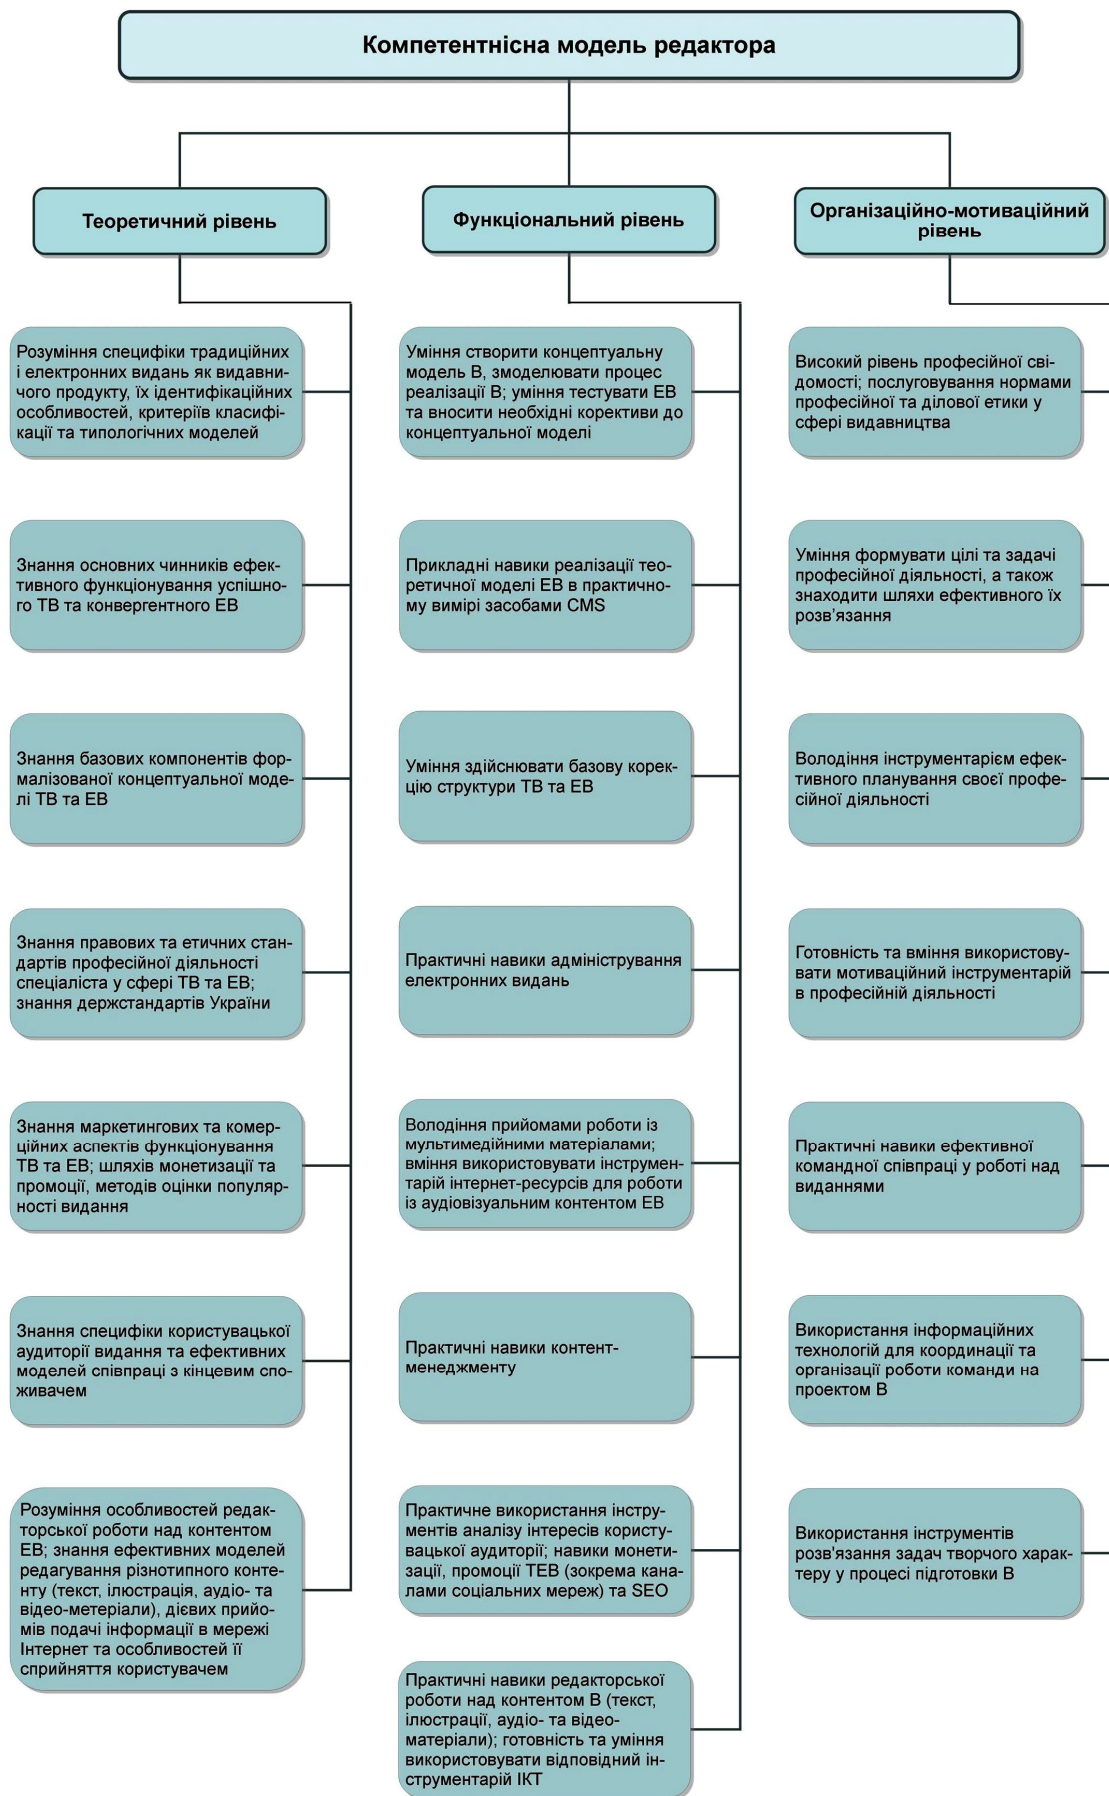 Компетентнісна модель редактора
Теоретичний рівень
Розуміння специфіки традиційних
і електронних видань як видавни-
чого продукту, їх ідентифікаційних
особливостей, критеріїв класифі-
кації та типологічних моделей
Знання основних чинників ефек-
тивного функціонування успішно-
го ТВ та конвергентного ЕВ
Знання базових компонентів фор-
малізованої концептуальної моде-
лі ТВ та ЕВ
Знання правових та етичних стан-
дартів професійної діяльності
спеціаліста у сфері ТВ та ЕВ;
знання держстандартів України
Знання маркетингових та комер-
ційних аспектів функціонування
ТВ та ЕВ; шляхів монетизації та
промоції, методів оцінки популяр-
ності видання
Знання специфіки користувацької
аудиторії видання та ефективних
моделей співпраці з кінцевим спо-
живачем
Розуміння особливостей редак-
торської роботи над контентом
ЕВ; знання ефективних моделей
редагування різнотипного конте-
нту (текст, ілюстрація, аудіо- та
відео-метеріали), дієвих прийо-
мів подачі інформації в мережі
Інтернет та особливостей її
сприйняття користувачем
Функціональний рівень
Уміння створити концептуальну
модель В, змоделювати процес
реалізації В; уміння тестувати ЕВ
та вносити необхідні корективи до
концептуальної моделі
Прикладні навики реалізації тео-
ретичної моделі ЕВ в практично-
му вимірі засобами CMS
Уміння здійснювати базову корек-
цію структури ТВ та ЕВ
Практичні навики адміністрування
електронних видань
Володіння прийомами роботи із
мультимедійними матеріалами;
вміння використовувати інструмен-
тарій інтернет-ресурсів для роботи
із аудіовізуальним контентом ЕВ
Практичні навики контент-
менеджменту
Практичне використання інстру-
ментів аналізу інтересів користу-
вацької аудиторії; навики монети-
зації, промоції ТЕВ (зокрема кана-
лами соціальних мереж) та SEO
Практичні навики редакторської
роботи над контентом В (текст,
ілюстрації, аудіо- та відео-
матеріали); готовність та уміння
використовувати відповідний ін-
струментарій ІКТ
Організаційно-мотиваційний
рівень
Високий рівень професійної сві-
домості; послуговування нормами
професійної та ділової етики у
сфері видавництва
Уміння формувати цілі та задачі
професійної діяльності, а також
знаходити шляхи ефективного їх
розв’язання
Володіння інструментарієм ефек-
тивного планування своєї профе-
сійної діяльності
Готовність та вміння використову-
вати мотиваційний інструментарій
в професійній діяльності
Практичні навики ефективної
командної співпраці у роботі над
виданнями
Використання інформаційних
технологій для координації та
організації роботи команди на
проектом В
Використання інструментів
розв'язання задач творчого харак-
теру у процесі підготовки В